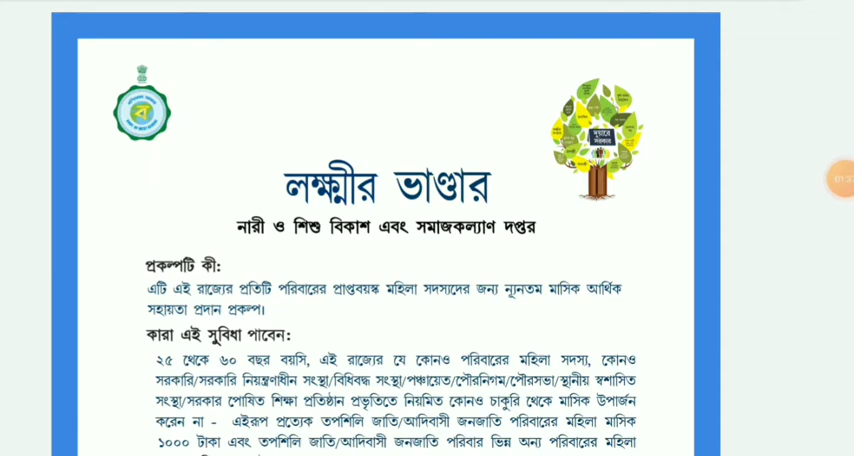 দুয়ারে
সরকার
লক্ষ্মীর ভাণ্ডার
নারী ও শিশু বিকাশ এবং সমাজকল্যাণ দপ্তর
প্রকল্পটি কী:
এটি এই রাজ্যের প্রতিটি পরিবারের প্রাপ্তবয়স্ক মহিলা সদস্যদের জন্য ন্যূনতম মাসিক আর্থিক
সহায়তা প্রদান প্রকল্প।
কারা এই সুবিধা পাবেন:
২৫ থেকে ৬০ বছর বয়সি, এই রাজ্যের যে কোনও পরিবারের মহিলা সদস্য, কোনও
সরকারি/সরকারি নিয়ন্ত্রণাধীন সংস্থা/বিধিবদ্ধ সংস্থা/পঞ্চায়েত/পৌরনিগম/পৌরসভা/স্থানীয় স্বশাসিত
সংস্থা/সরকার পোষিত শিক্ষা প্রতিষ্ঠান প্রভৃতিতে নিয়মিত কোনও চাকুরি থেকে মাসিক উপার্জন
করেন না - এইরূপ প্রত্যেক তপশিলি জাতি/আদিবাসী জনজাতি পরিবারের মহিলা মাসিক
১০০০ টাকা এবং তপশিলি জাতি/আদিবাসী জনজাতি পরিবার ভিন্ন অন্য পরিবারের মহিলা